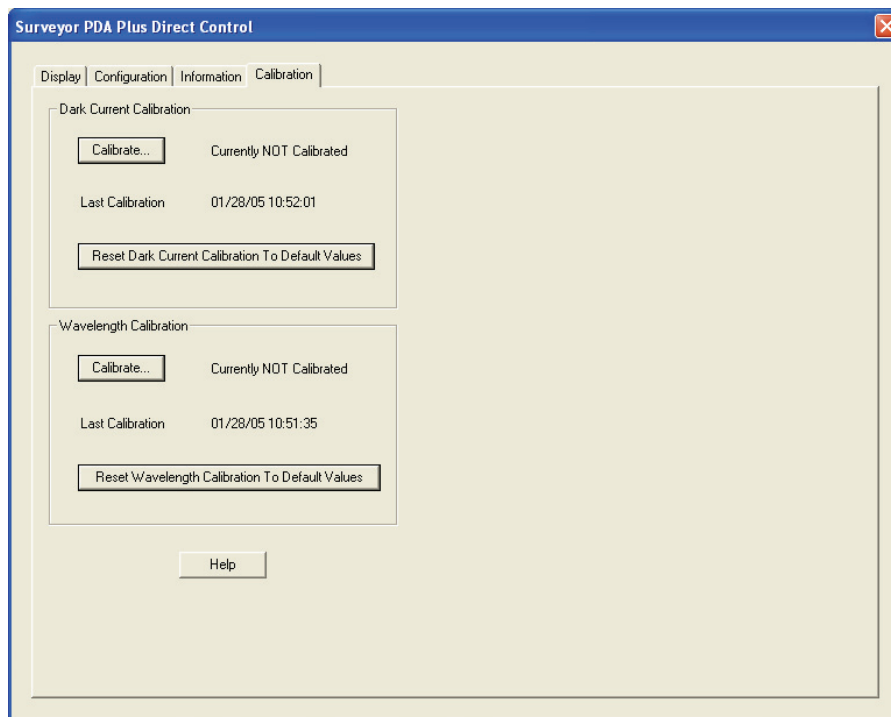 Surveyor PDA Plus Direct Control
Display Configuration Information Calibration
Dark Current Calibration
Calibrate... Currently NOT Calibrated
Last Calibration 01/28/05 10:52:01
Reset Dark Current Calibration To Default Values
Wavelength Calibration
Calibrate... Currently NOT Calibrated
Last Calibration 01/28/05 10:51:35
Reset Wavelength Calibration To Default Values
Help